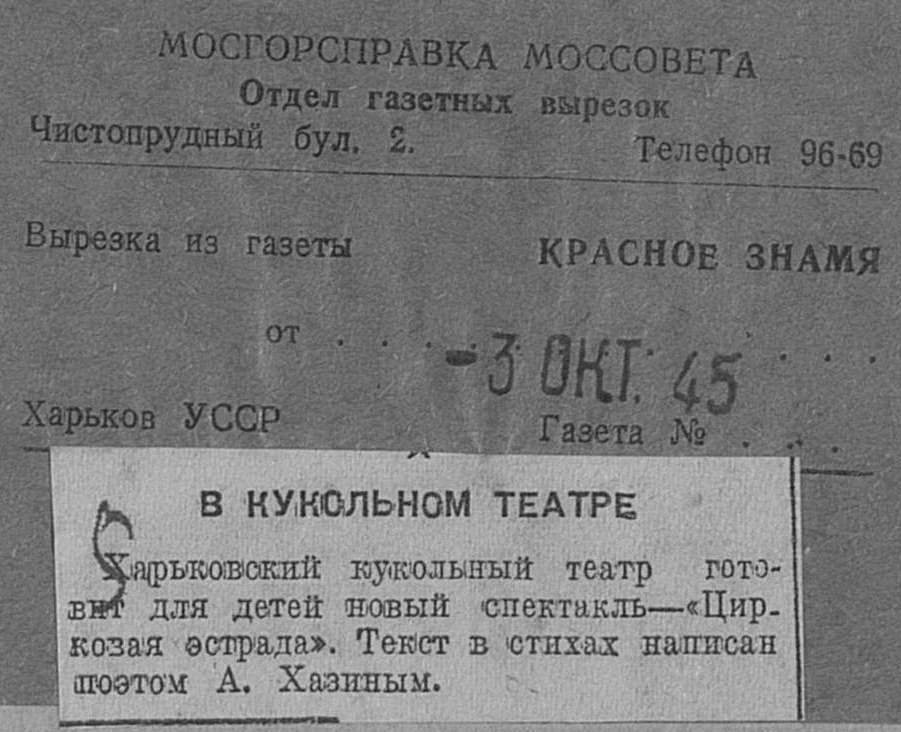 МОСГОРСПРАВКА МОССОВЕТА
Отдел газетных вырезок
Чистопрудный бул. 2. Телефон 96-69
Вырезка из газеты КРАСНОЕ ЗНАМЯ
от . . . . -3 ОКТ. 45 . . . .
Харьков УССР Газета № . . . .
В КУКОЛЬНОМ ТЕАТРЕ
Харьковский кукольный театр гото-
вит для детей новый спектакль—«Цир-
козая эстрада». Текст в стихах написан
поэтом А. Хазиным.